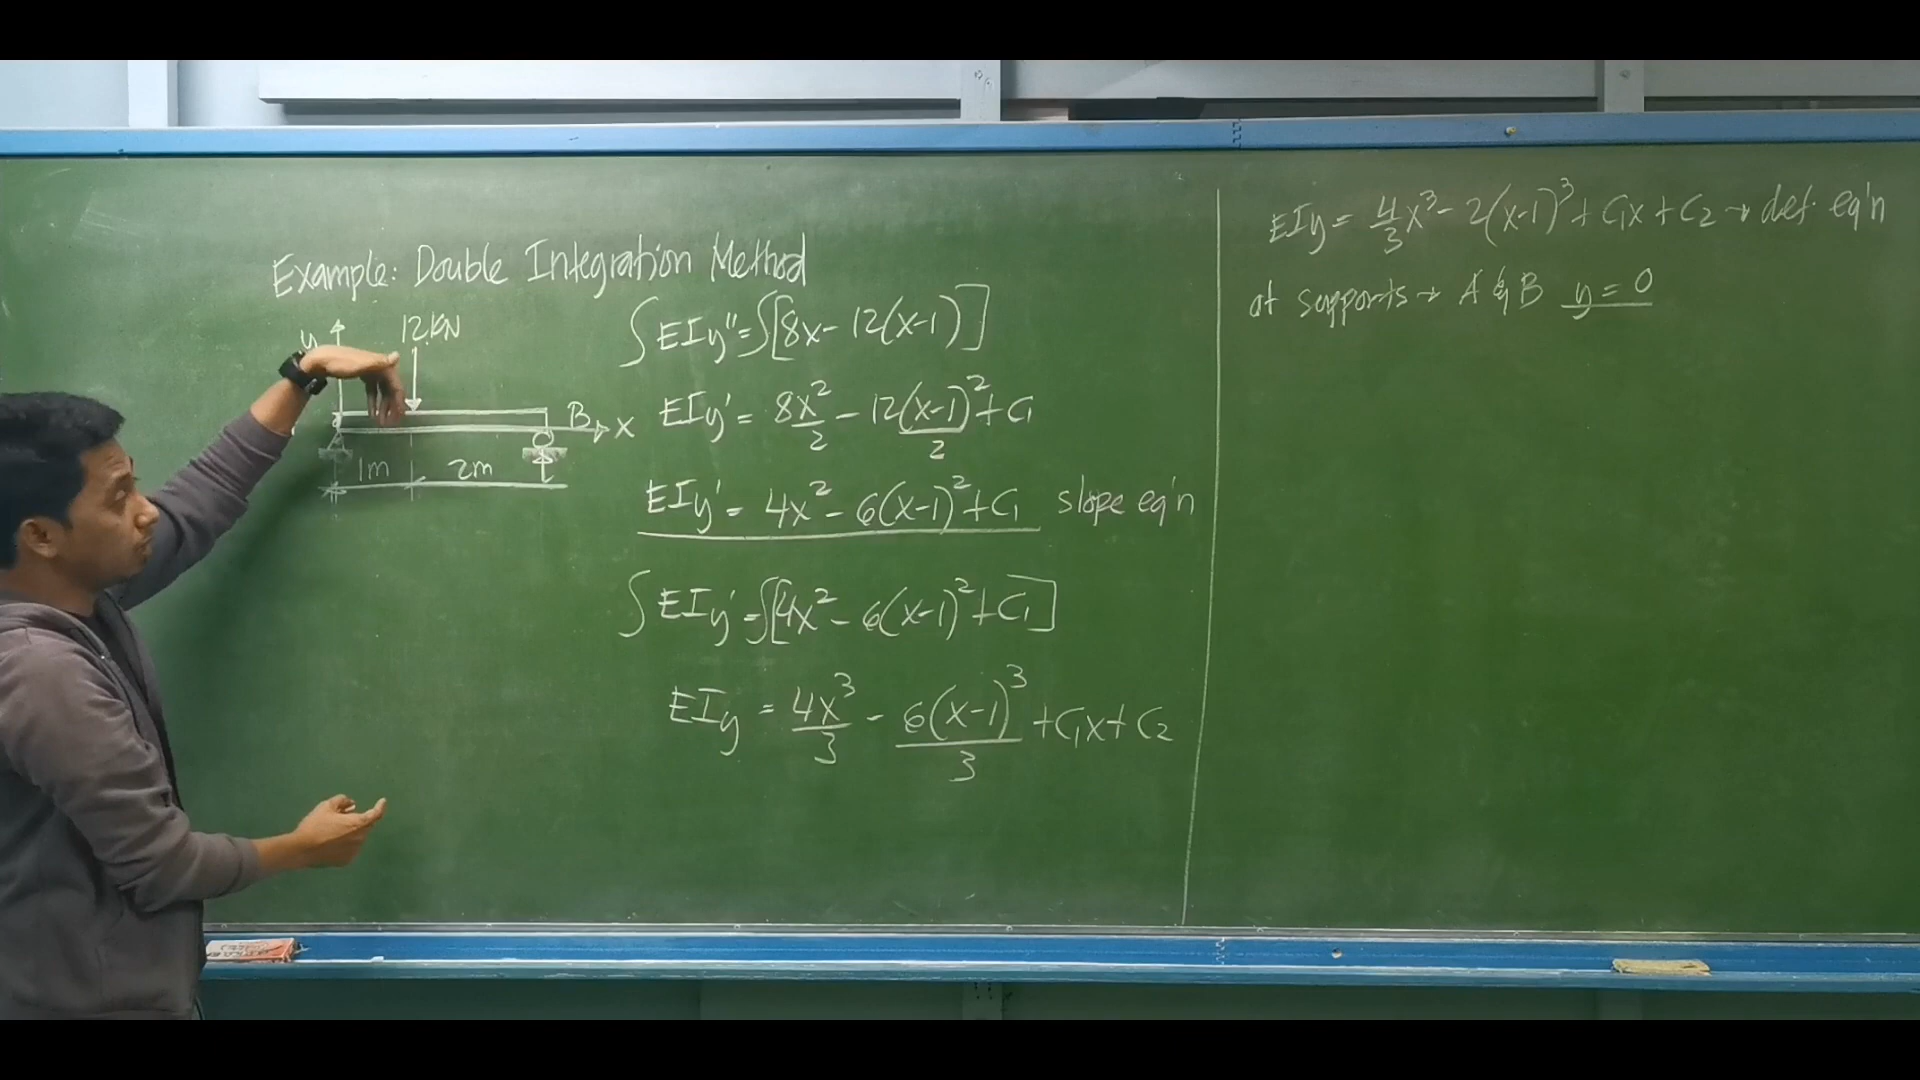 Example: Double Integration Method
y
12KN
B
x
1m
2m
∫EIy" = ∫[8x - 12(x-1)]
EIy' = 8x²/2 - 12(x-1)²/2 + C₁
EIy' = 4x² - 6(x-1)² + C₁ slope eq'n
∫EIy' = ∫[4x² - 6(x-1)² + C₁]
EIy = 4x³/3 - 6(x-1)³/3 + C₁x + C₂
EIy = 4/3 x³ - 2(x-1)³ + C₁x + C₂ → def. eq'n
at supports → A & B y = 0